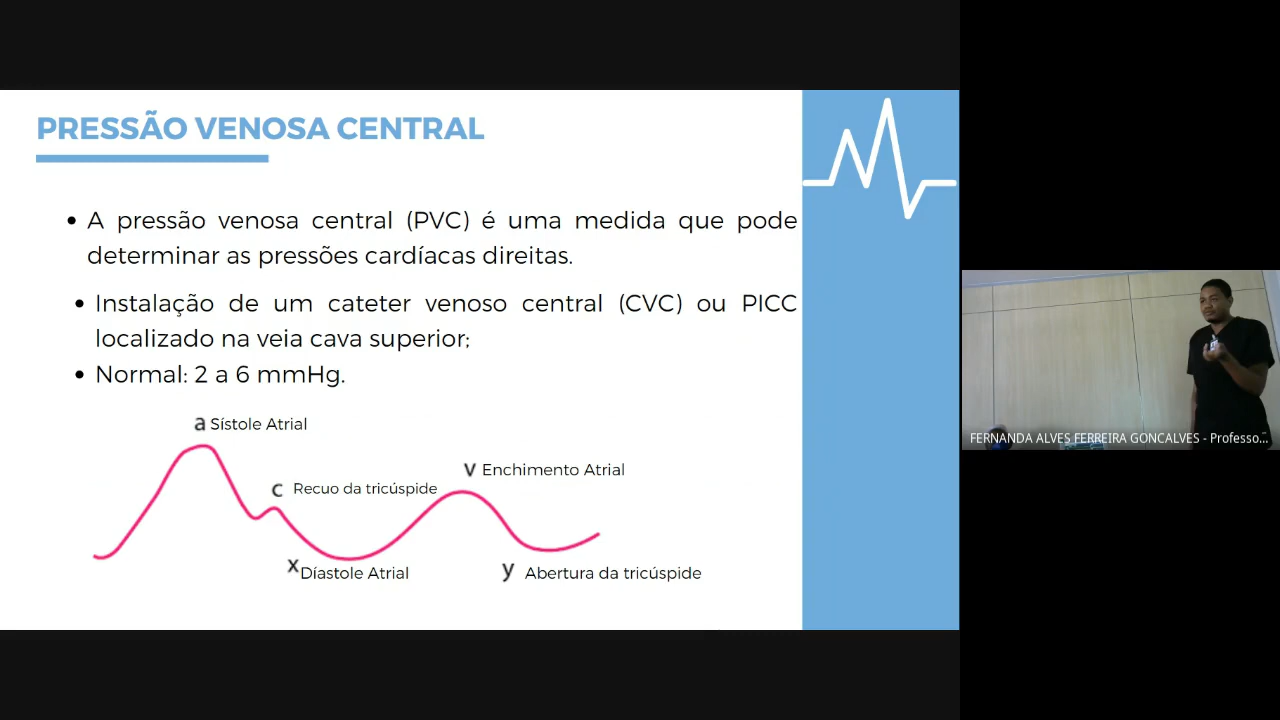 PRESSÃO VENOSA CENTRAL
A pressão venosa central (PVC) é uma medida que pode
determinar as pressões cardíacas direitas.
Instalação de um cateter venoso central (CVC) ou PICC
localizado na veia cava superior;
Normal: 2 a 6 mmHg.
a Sístole Atrial
V Enchimento Atrial
C Recuo da tricúspide
x Díastole Atrial
y Abertura da tricúspide
FERNANDA ALVES FERREIRA GONCALVES - Professo...